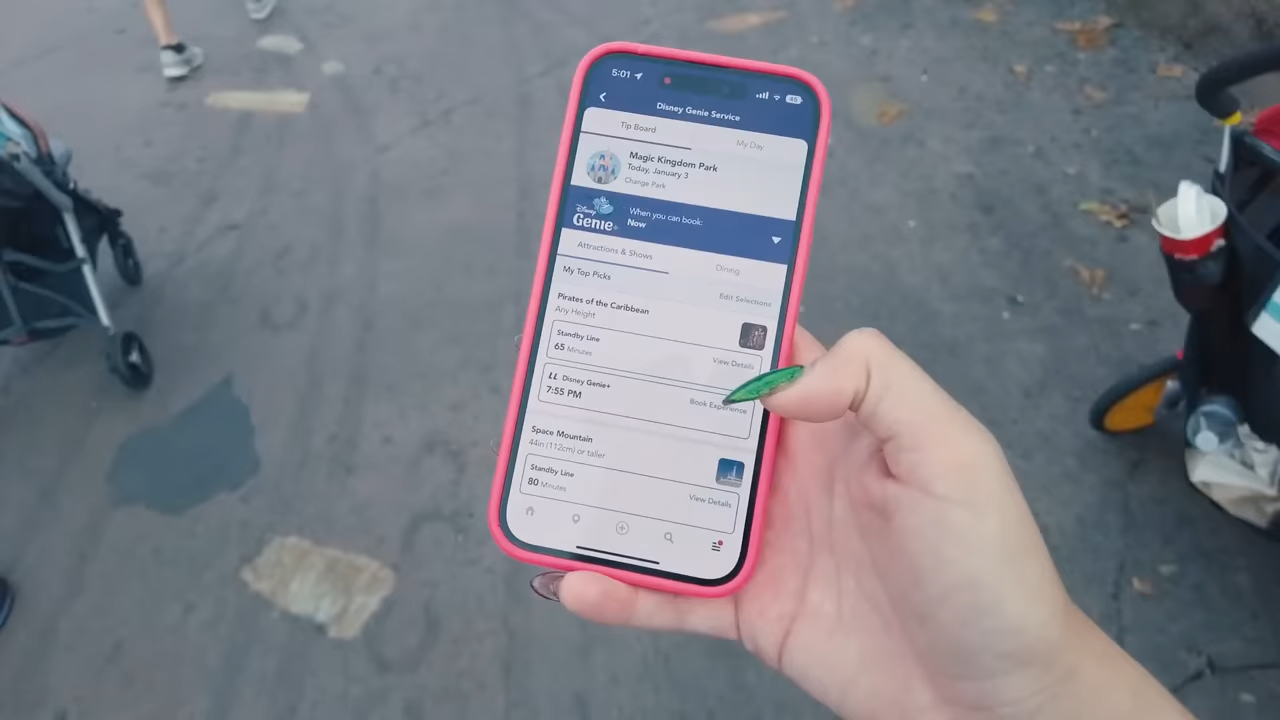 5:01
45
Disney Genie Service
Tip Board
My Day
Magic Kingdom Park
Today, January 3
Change Park
Disney
Genie
When you can book:
Now
Attractions & Shows
Dining
My Top Picks
Edit Selections
Pirates of the Caribbean
Any Height
Standby Line
65 Minutes
View Details
LL Disney Genie+
7:55 PM
Book Experience
Space Mountain
44in (112cm) or taller
Standby Line
80 Minutes
View Details